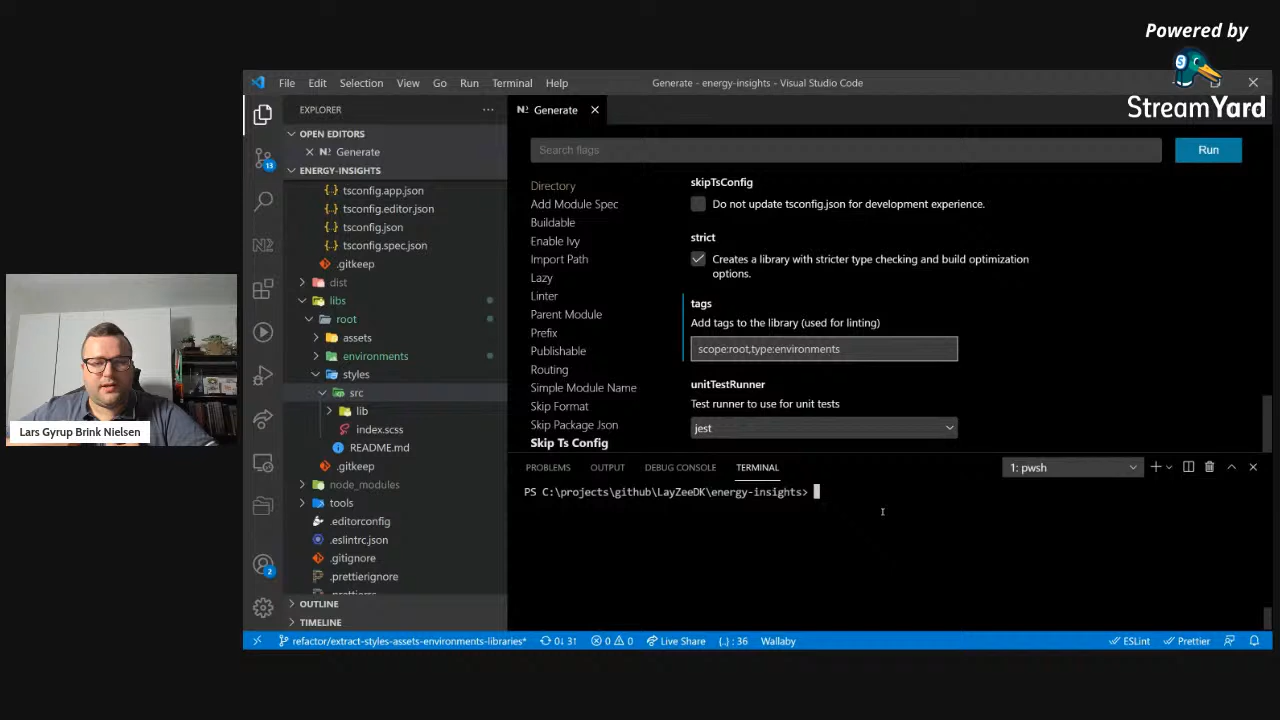 Powered by
StreamYard
File Edit Selection View Go Run Terminal Help
Generate - energy-insights - Visual Studio Code
EXPLORER
OPEN EDITORS
Generate
ENERGY-INSIGHTS
tsconfig.app.json
tsconfig.editor.json
tsconfig.json
tsconfig.spec.json
.gitkeep
dist
libs
root
assets
environments
styles
src
lib
index.scss
README.md
.gitkeep
node_modules
tools
.editorconfig
.eslintrc.json
.gitignore
.prettierignore
OUTLINE
TIMELINE
13
2
Generate
Search flags
Run
Directory
Add Module Spec
Buildable
Enable Ivy
Import Path
Lazy
Linter
Parent Module
Prefix
Publishable
Routing
Simple Module Name
Skip Format
Skip Package Json
Skip Ts Config
skipTsConfig
Do not update tsconfig.json for development experience.
strict
Creates a library with stricter type checking and build optimization
options.
tags
Add tags to the library (used for linting)
scope:root,type:environments
unitTestRunner
Test runner to use for unit tests
jest
PROBLEMS OUTPUT DEBUG CONSOLE TERMINAL
1: pwsh
PS C:\projects\github\LayZeeDK\energy-insights>
refactor/extract-styles-assets-environments-libraries* 0↓ 3↑ 0 0 Live Share {..} : 36 Wallaby ESLint Prettier
Lars Gyrup Brink Nielsen